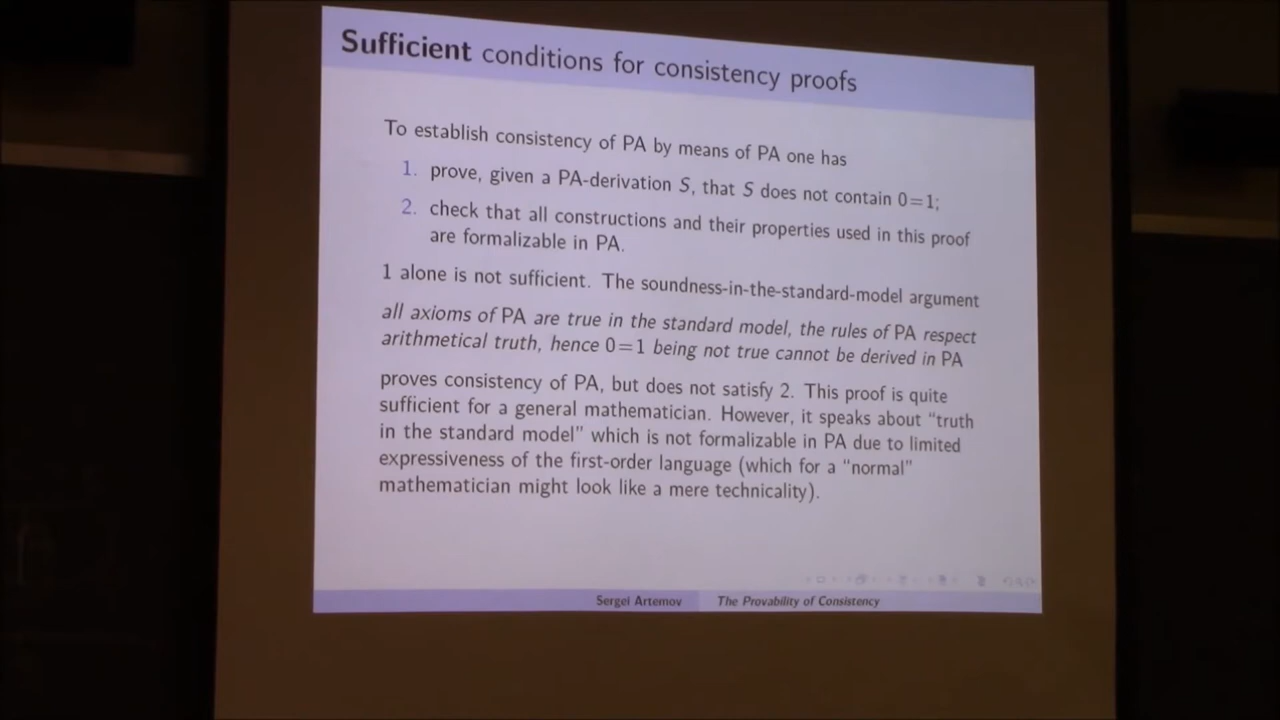 Sufficient conditions for consistency proofs
To establish consistency of PA by means of PA one has
1. prove, given a PA-derivation S, that S does not contain 0=1;
2. check that all constructions and their properties used in this proof
are formalizable in PA.
1 alone is not sufficient. The soundness-in-the-standard-model argument
all axioms of PA are true in the standard model, the rules of PA respect
arithmetical truth, hence 0=1 being not true cannot be derived in PA
proves consistency of PA, but does not satisfy 2. This proof is quite
sufficient for a general mathematician. However, it speaks about "truth
in the standard model" which is not formalizable in PA due to limited
expressiveness of the first-order language (which for a "normal"
mathematician might look like a mere technicality).
Sergei Artemov The Provability of Consistency